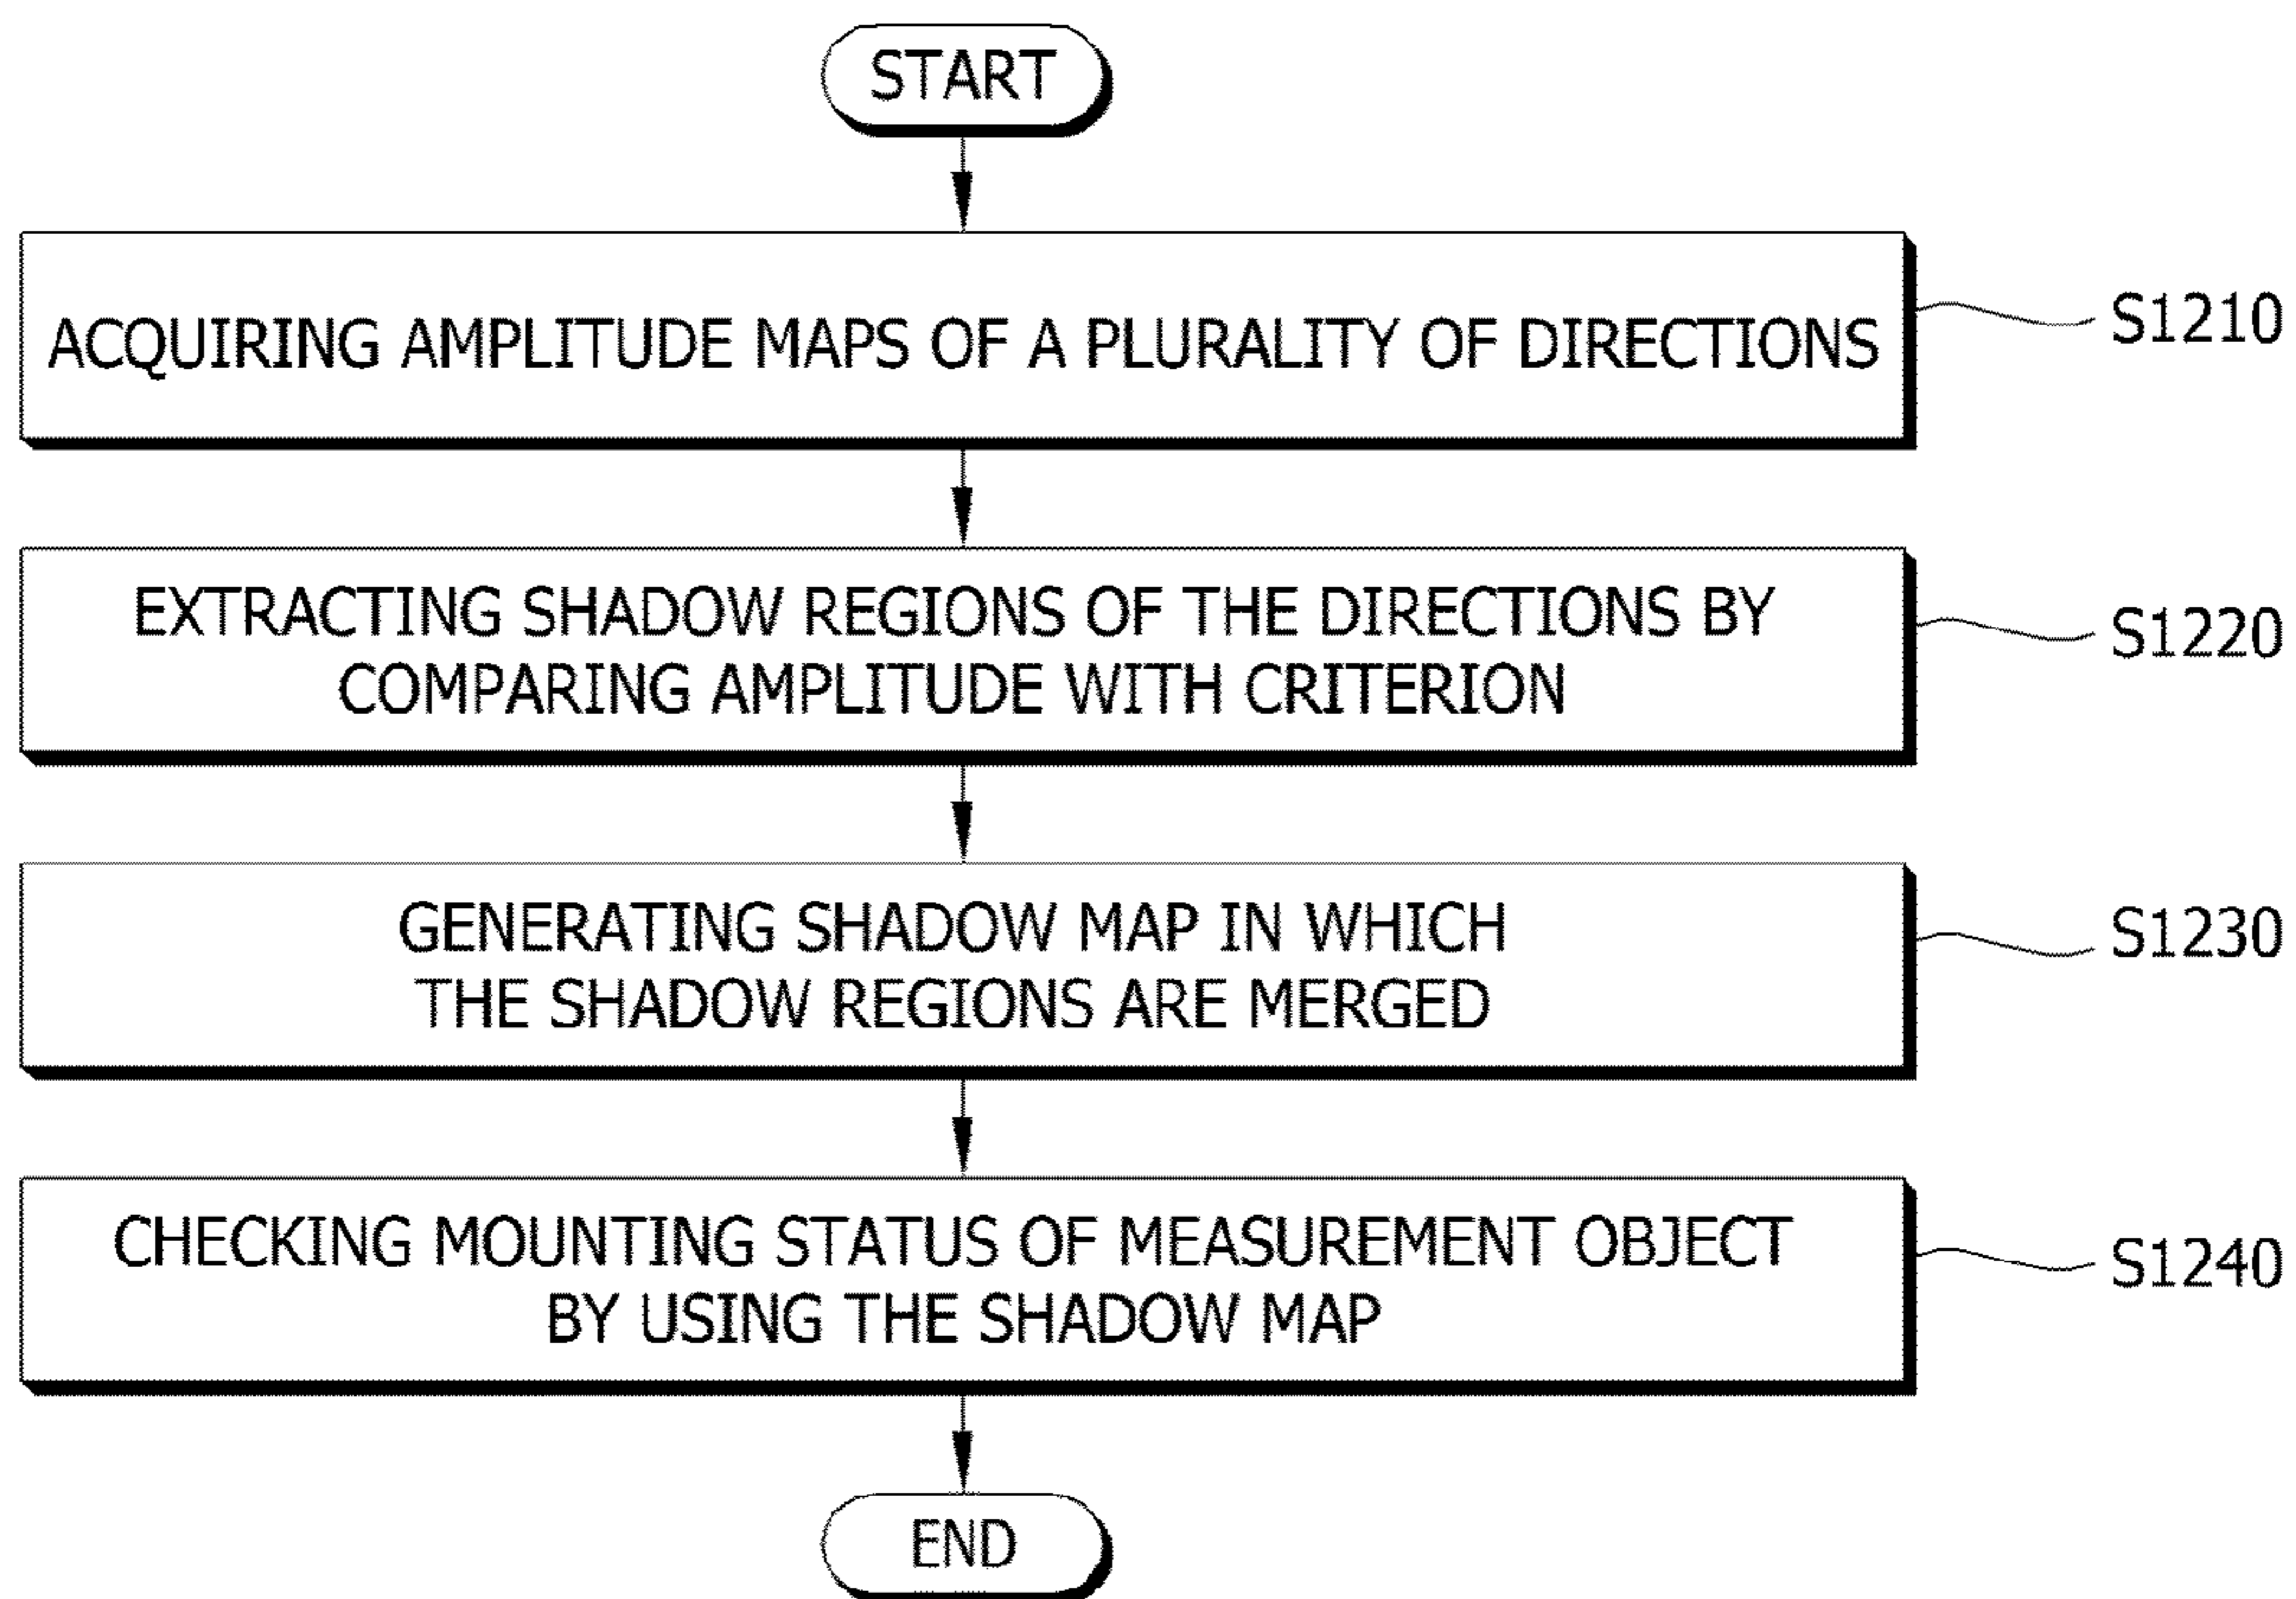 START
ACQUIRING AMPLITUDE MAPS OF A PLURALITY OF DIRECTIONS
S1210
EXTRACTING SHADOW REGIONS OF THE DIRECTIONS BY
COMPARING AMPLITUDE WITH CRITERION
S1220
GENERATING SHADOW MAP IN WHICH
THE SHADOW REGIONS ARE MERGED
S1230
CHECKING MOUNTING STATUS OF MEASUREMENT OBJECT
BY USING THE SHADOW MAP
S1240
END